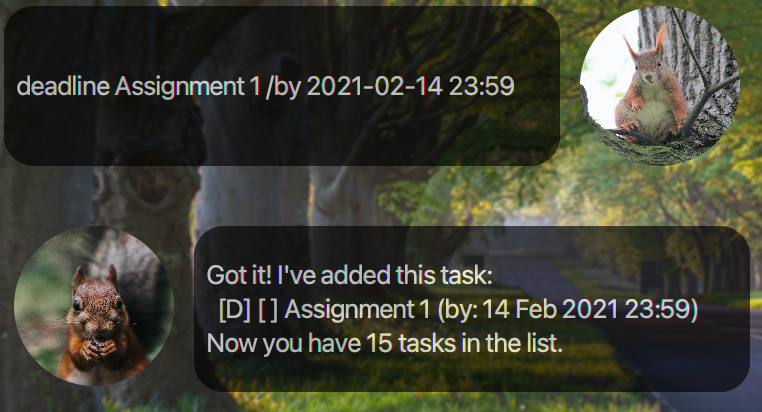 deadline Assignment 1 /by 2021-02-14 23:59
Got it! I've added this task:
[D] [ ] Assignment 1 (by: 14 Feb 2021 23:59)
Now you have 15 tasks in the list.